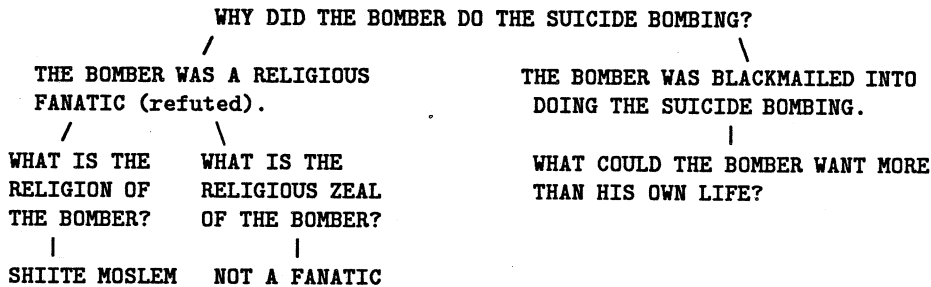 WHY DID THE BOMBER DO THE SUICIDE BOMBING?
THE BOMBER WAS A RELIGIOUS
FANATIC (refuted).
THE BOMBER WAS BLACKMAILED INTO
DOING THE SUICIDE BOMBING.
WHAT IS THE
RELIGION OF
THE BOMBER?
WHAT IS THE
RELIGIOUS ZEAL
OF THE BOMBER?
WHAT COULD THE BOMBER WANT MORE
THAN HIS OWN LIFE?
SHIITE MOSLEM
NOT A FANATIC